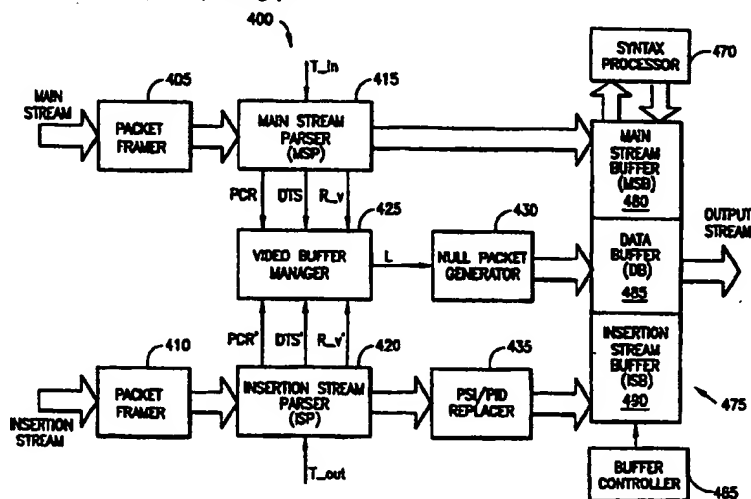 400
T_in
SYNTAX
PROCESSOR
470
405
MAIN
STREAM
PACKET
FRAMER
415
MAIN STREAM
PARSER
(MSP)
MAIN
STREAM
BUFFER
(MSB)
480
PCR
DTS
R_v
425
VIDEO BUFFER
MANAGER
L
430
NULL PACKET
GENERATOR
DATA
BUFFER
(DB)
485
OUTPUT
STREAM
PCR'
DTS'
R_v'
410
PACKET
FRAMER
INSERTION
STREAM
420
INSERTION STREAM
PARSER
(ISP)
435
PSI/PID
REPLACER
INSERTION
STREAM
BUFFER
(ISB)
490
475
T_out
BUFFER
CONTROLLER
465